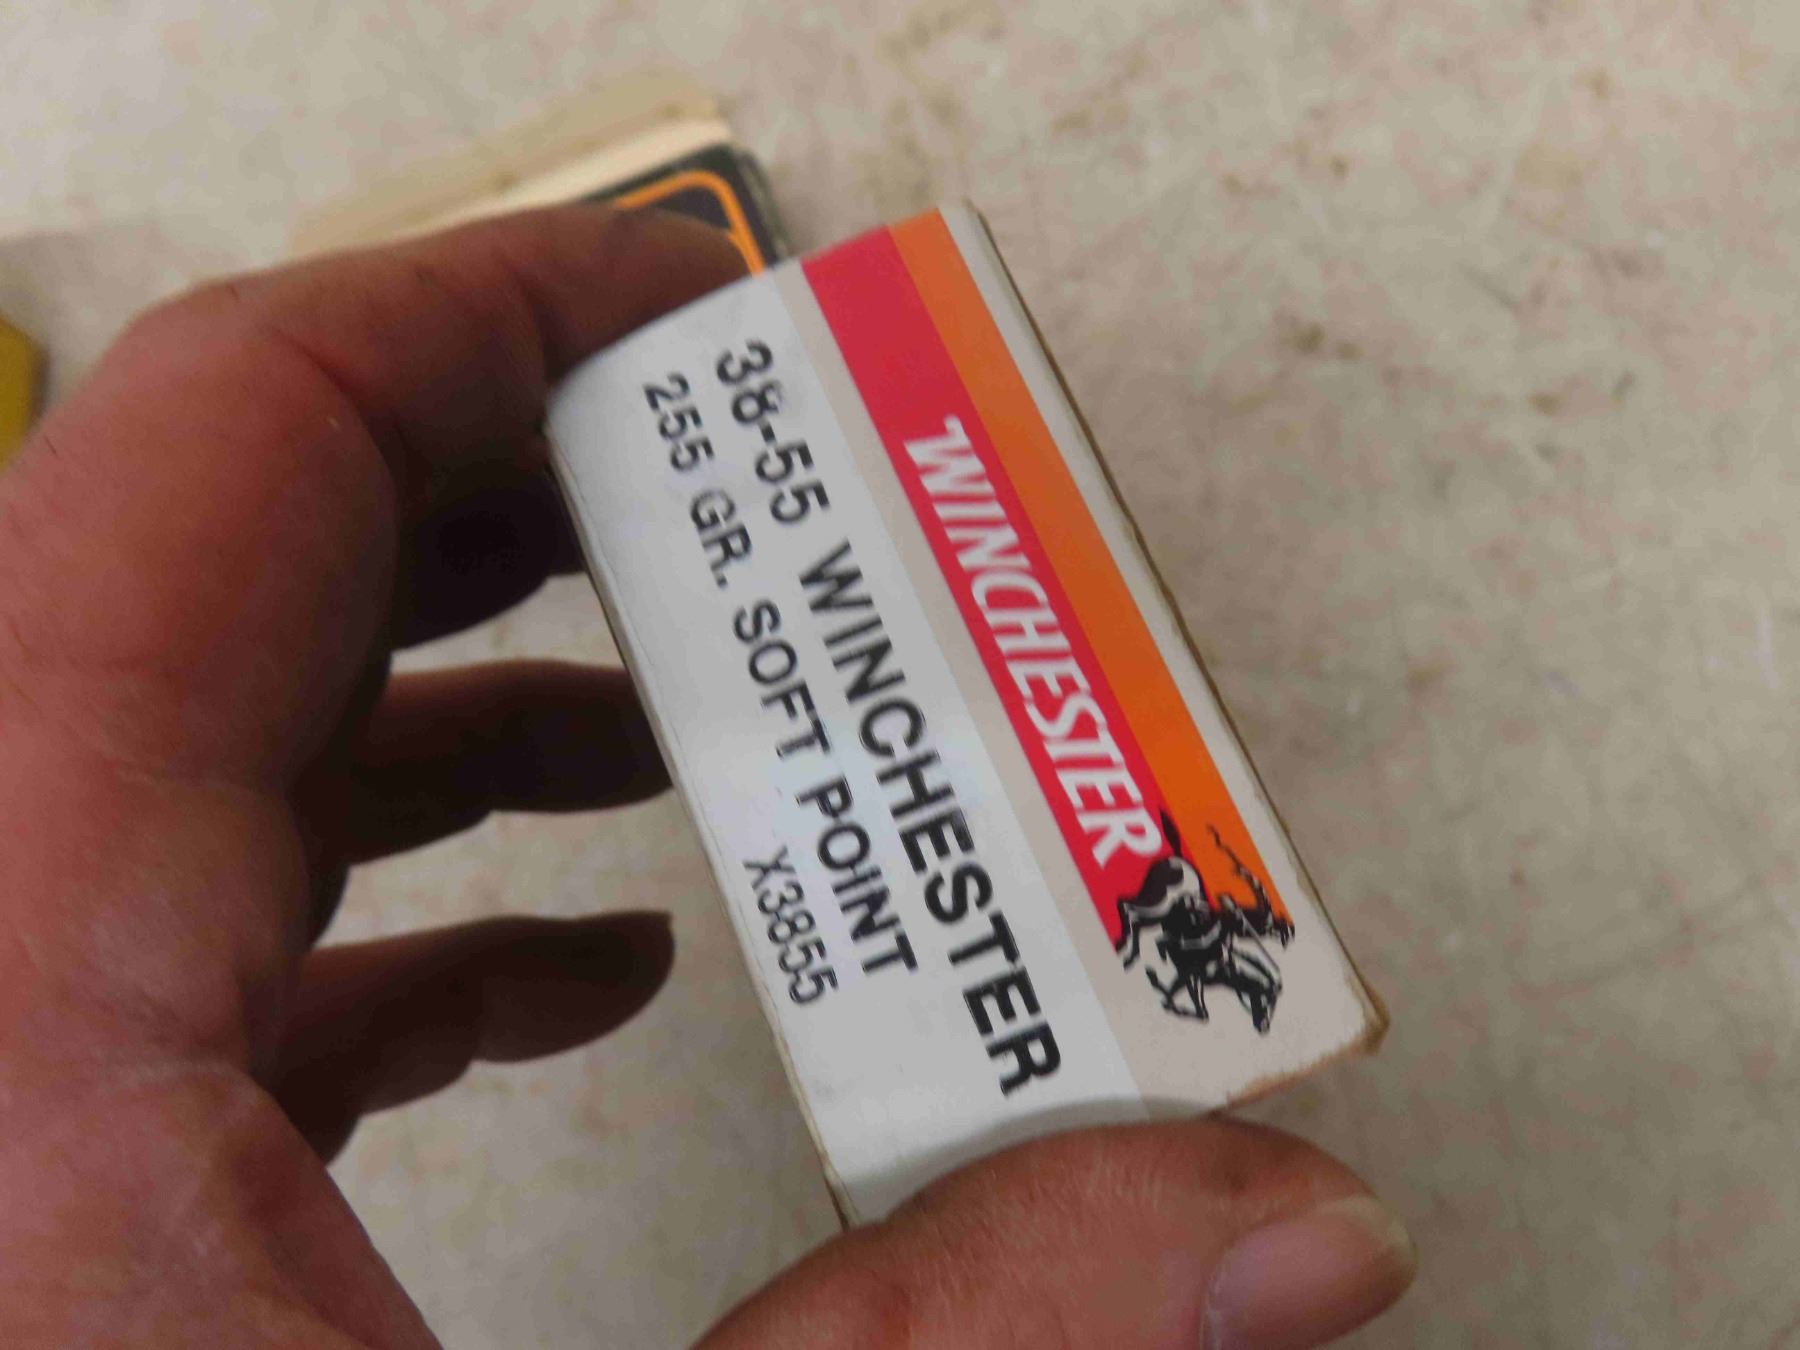 WINCHESTER
38-55 WINCHESTER
255 GR. SOFT POINT
X3855